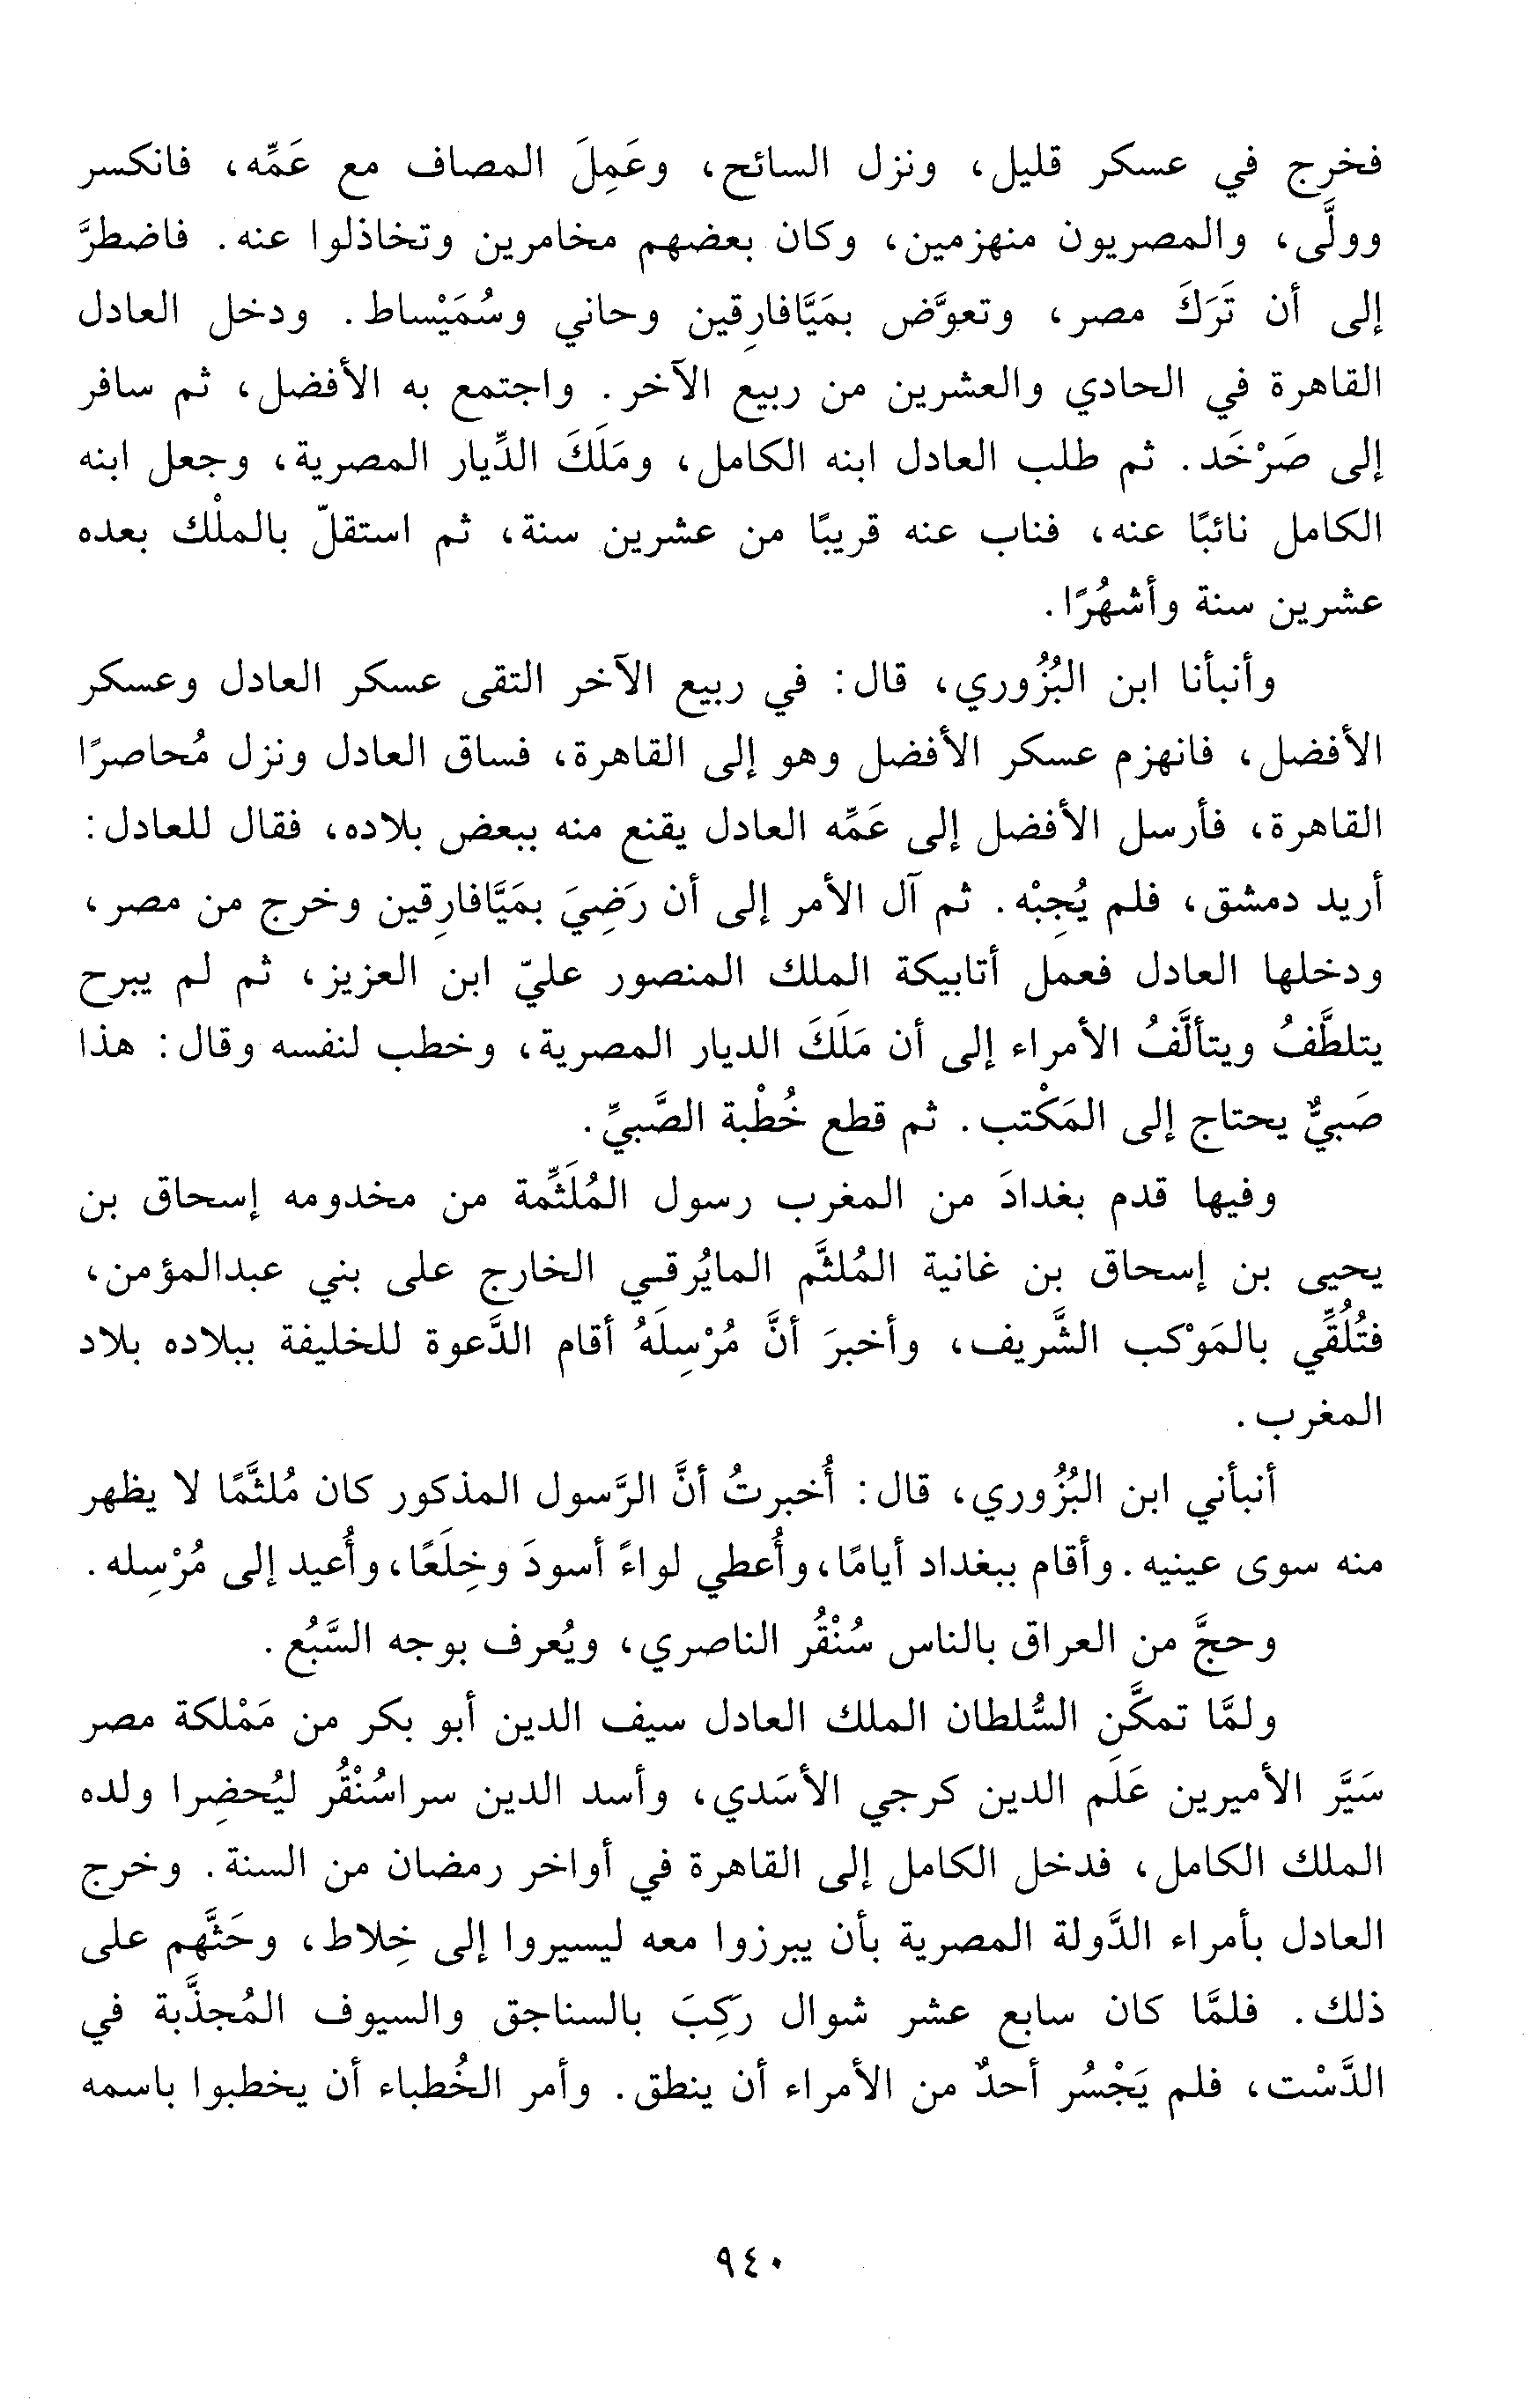 فخرج في عسكر قليل، ونزل السائح، وعَمِلَ المصاف مع عَمِّه، فانكسر
وولَّى، والمصريون منهزمين، وكان بعضهم مخامرين وتخاذلوا عنه. فاضطرَّ
إلى أن تَرَكَ مصر، وتعوَّض بمَيَّافارِقين وحاني وسُمَيْساط. ودخل العادل
القاهرة في الحادي والعشرين من ربيع الآخر. واجتمع به الأفضل، ثم سافر
إلى صَرْخَد. ثم طلب العادل ابنه الكامل، ومَلَكَ الدِّيار المصرية، وجعل ابنه
الكامل نائبًا عنه، فناب عنه قريبًا من عشرين سنة، ثم استقلّ بالملْك بعده
عشرين سنة وأشهُرًا.
وأنبأنا ابن البُزُوري، قال: في ربيع الآخر التقى عسكر العادل وعسكر
الأفضل، فانهزم عسكر الأفضل وهو إلى القاهرة، فساق العادل ونزل مُحاصرًا
القاهرة، فأرسل الأفضل إلى عَمِّه العادل يقنع منه ببعض بلاده، فقال للعادل:
أريد دمشق، فلم يُجِبْه. ثم آل الأمر إلى أن رَضِيَ بمَيَّافارِقين وخرج من مصر،
ودخلها العادل فعمل أتابيكة الملك المنصور عليّ ابن العزيز، ثم لم يبرح
يتلطَّفُ ويتألَّفُ الأمراء إلى أن مَلَكَ الديار المصرية، وخطب لنفسه وقال: هذا
صَبيٌّ يحتاج إلى المَكْتب. ثم قطع خُطْبة الصَّبيِّ.
وفيها قدم بغدادَ من المغرب رسول المُلَثِّمة من مخدومه إسحاق بن
يحيى بن إسحاق بن غانية المُلثَّم المايُرقي الخارج على بني عبدالمؤمن،
فتُلُقِّي بالمَوْكب الشَّريف، وأخبرَ أنَّ مُرْسِلَهُ أقام الدَّعوة للخليفة ببلاده بلاد
المغرب.
أنبأني ابن البُزُوري، قال: أُخبرتُ أنَّ الرَّسول المذكور كان مُلثَّمًا لا يظهر
منه سوى عينيه. وأقام ببغداد أيامًا، وأُعطي لواءً أسودَ وخِلَعًا، وأُعيد إلى مُرْسِله.
وحجَّ من العراق بالناس سُنْقُر الناصري، ويُعرف بوجه السَّبُع.
ولمَّا تمكَّن السُّلطان الملك العادل سيف الدين أبو بكر من مَمْلكة مصر
سَيَّر الأميرين عَلَم الدين كرجي الأسَدي، وأسد الدين سراسُنْقُر ليُحضِرا ولده
الملك الكامل، فدخل الكامل إلى القاهرة في أواخر رمضان من السنة. وخرج
العادل بأمراء الدَّولة المصرية بأن يبرزوا معه ليسيروا إلى خِلاط، وحَثَّهم على
ذلك. فلمَّا كان سابع عشر شوال رَكِبَ بالسناجق والسيوف المُجذَّبة في
الدَّسْت، فلم يَجْسُر أحدٌ من الأمراء أن ينطق. وأمر الخُطباء أن يخطبوا باسمه
٩٤٠